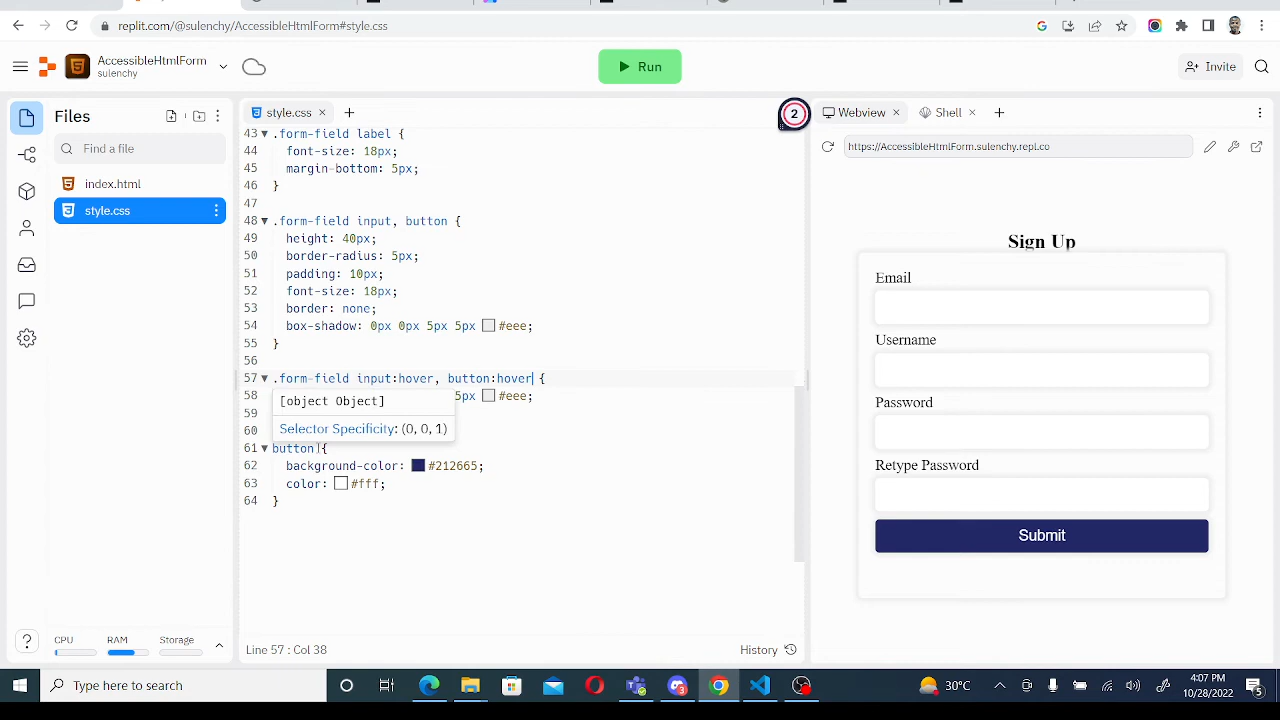 replit.com/@sulenchy/AccessibleHtmlForm#style.css
AccessibleHtmlForm
sulenchy
Run
Invite
Files
style.css
2
Webview
Shell
Find a file
https://AccessibleHtmlForm.sulenchy.repl.co
index.html
style.css
43 .form-field label {
44 font-size: 18px;
45 margin-bottom: 5px;
46 }
48 .form-field input, button {
49 height: 40px;
50 border-radius: 5px;
51 padding: 10px;
52 font-size: 18px;
53 border: none;
54 box-shadow: 0px 0px 5px 5px #eee;
55 }
56
57 .form-field input:hover, button:hover {
58 5px #eee;
59 [object Object]
60 Selector Specificity: (0, 0, 1)
61 button {
62 background-color: #212665;
63 color: #fff;
64 }
Sign Up
Email
Username
Password
Retype Password
Submit
?
CPU
RAM
Storage
Line 57 : Col 38
History
Type here to search
3
30°C
4:07 PM
10/28/2022
5